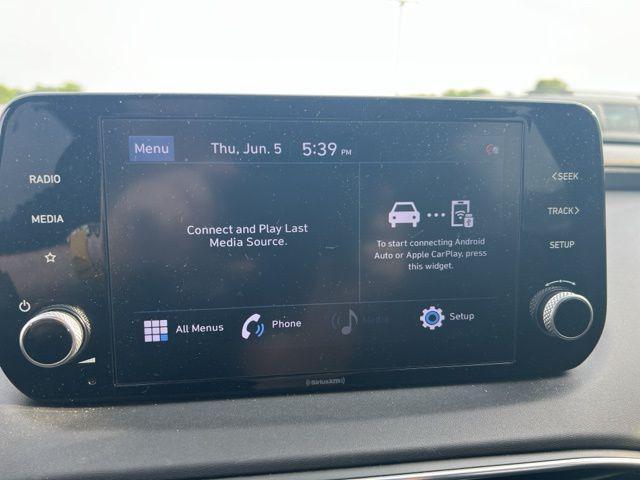 Menu
Thu, Jun. 5
5:39 PM
RADIO
MEDIA
<SEEK
TRACK>
SETUP
Connect and Play Last
Media Source.
To start connecting Android
Auto or Apple CarPlay, press
this widget.
All Menus
Phone
Media
Setup
SiriusXM